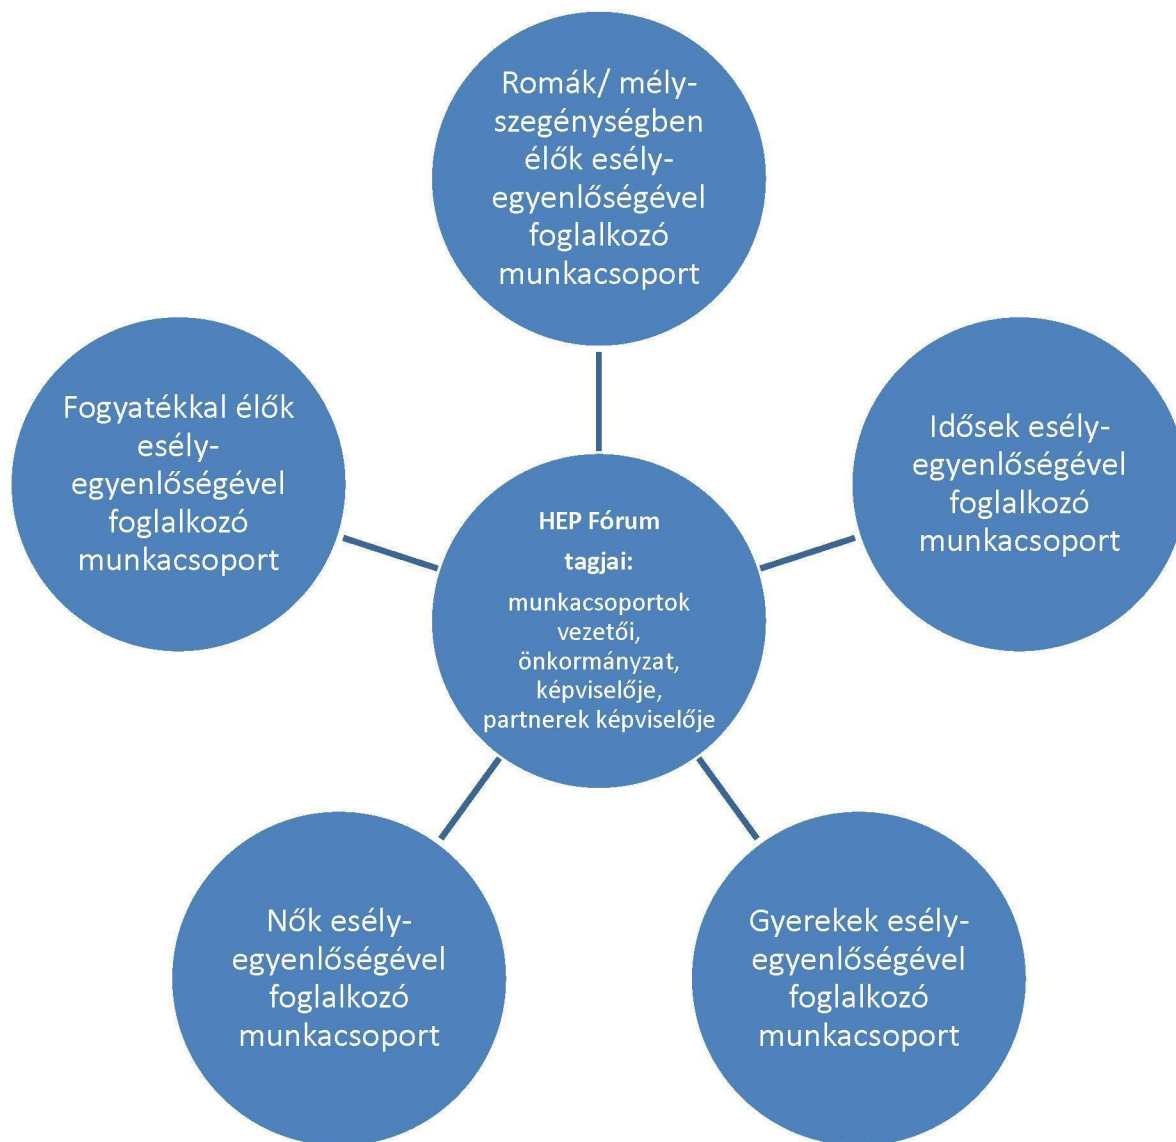 Romák/ mély-
szegénységben
élők esély-
egyenlőségével
foglalkozó
munkacsoport
Fogyatékkal élők
esély-
egyenlőségével
foglalkozó
munkacsoport
Idősek esély-
egyenlőségével
foglalkozó
munkacsoport
HEP Fórum
tagjai:
munkacsoportok
vezetői,
önkormányzat,
képviselője,
partnerek képviselője
Nők esély-
egyenlőségével
foglalkozó
munkacsoport
Gyerekek esély-
egyenlőségével
foglalkozó
munkacsoport